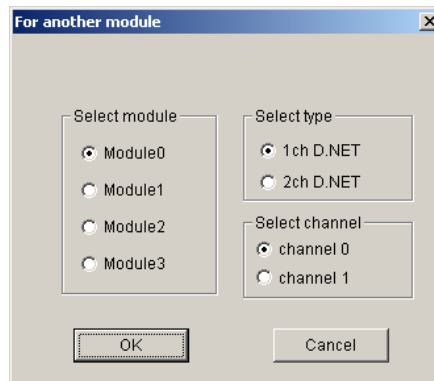 For another module
Select module
Module0
Module1
Module2
Module3
Select type
1ch D.NET
2ch D.NET
Select channel
channel 0
channel 1
OK
Cancel